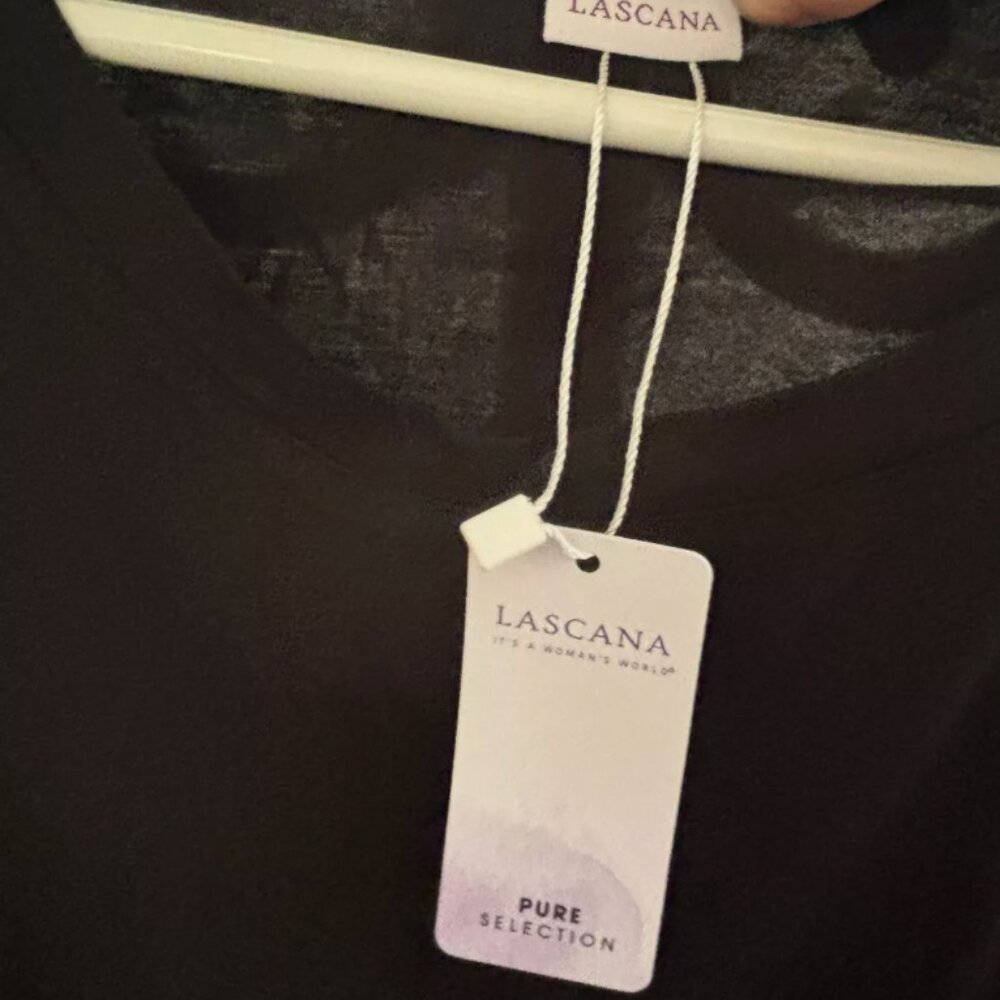 LASCANA
LASCANA
IT'S A WOMAN'S WORLD®
PURE
SELECTION